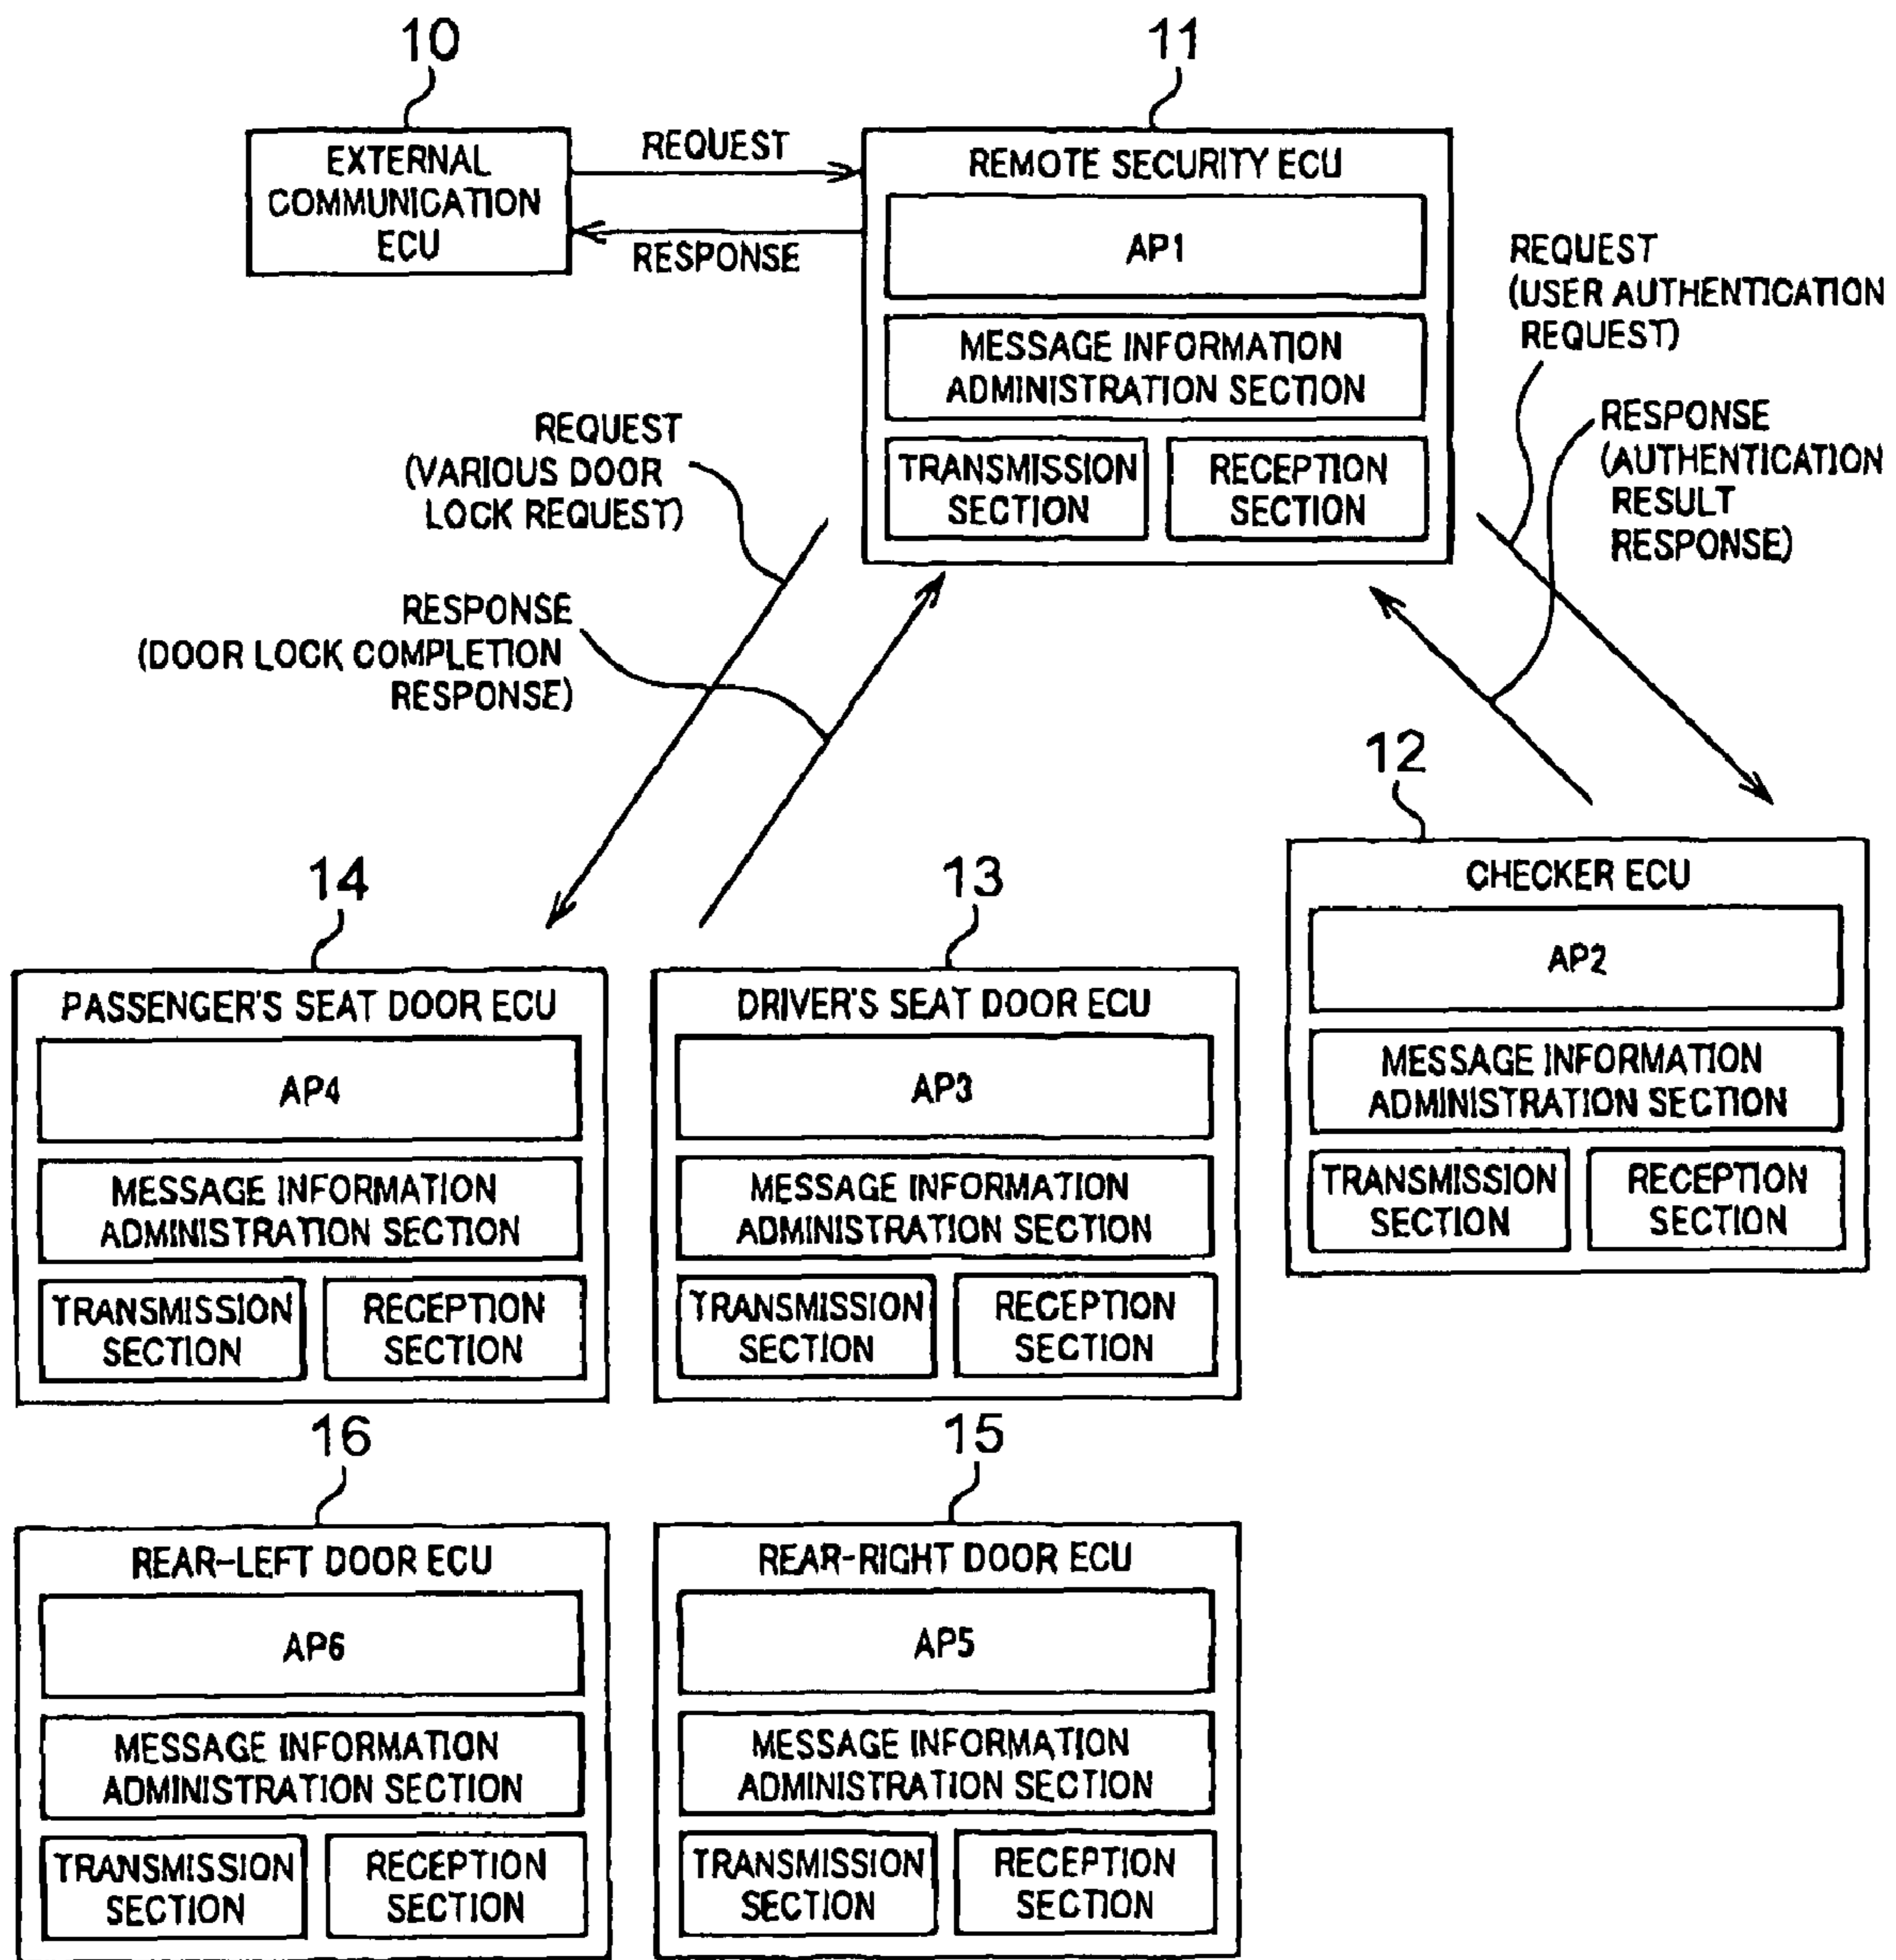 10
11
EXTERNAL
COMMUNICATION
ECU
REQUEST
RESPONSE
REMOTE SECURITY ECU
AP1
MESSAGE INFORMATION
ADMINISTRATION SECTION
TRANSMISSION
SECTION
RECEPTION
SECTION
REQUEST
(USER AUTHENTICATION
REQUEST)
RESPONSE
(AUTHENTICATION
RESULT
RESPONSE)
REQUEST
(VARIOUS DOOR
LOCK REQUEST)
RESPONSE
(DOOR LOCK COMPLETION
RESPONSE)
12
CHECKER ECU
AP2
MESSAGE INFORMATION
ADMINISTRATION SECTION
TRANSMISSION
SECTION
RECEPTION
SECTION
14
PASSENGER'S SEAT DOOR ECU
AP4
MESSAGE INFORMATION
ADMINISTRATION SECTION
TRANSMISSION
SECTION
RECEPTION
SECTION
13
DRIVER'S SEAT DOOR ECU
AP3
MESSAGE INFORMATION
ADMINISTRATION SECTION
TRANSMISSION
SECTION
RECEPTION
SECTION
16
REAR-LEFT DOOR ECU
AP6
MESSAGE INFORMATION
ADMINISTRATION SECTION
TRANSMISSION
SECTION
RECEPTION
SECTION
15
REAR-RIGHT DOOR ECU
AP5
MESSAGE INFORMATION
ADMINISTRATION SECTION
TRANSMISSION
SECTION
RECEPTION
SECTION